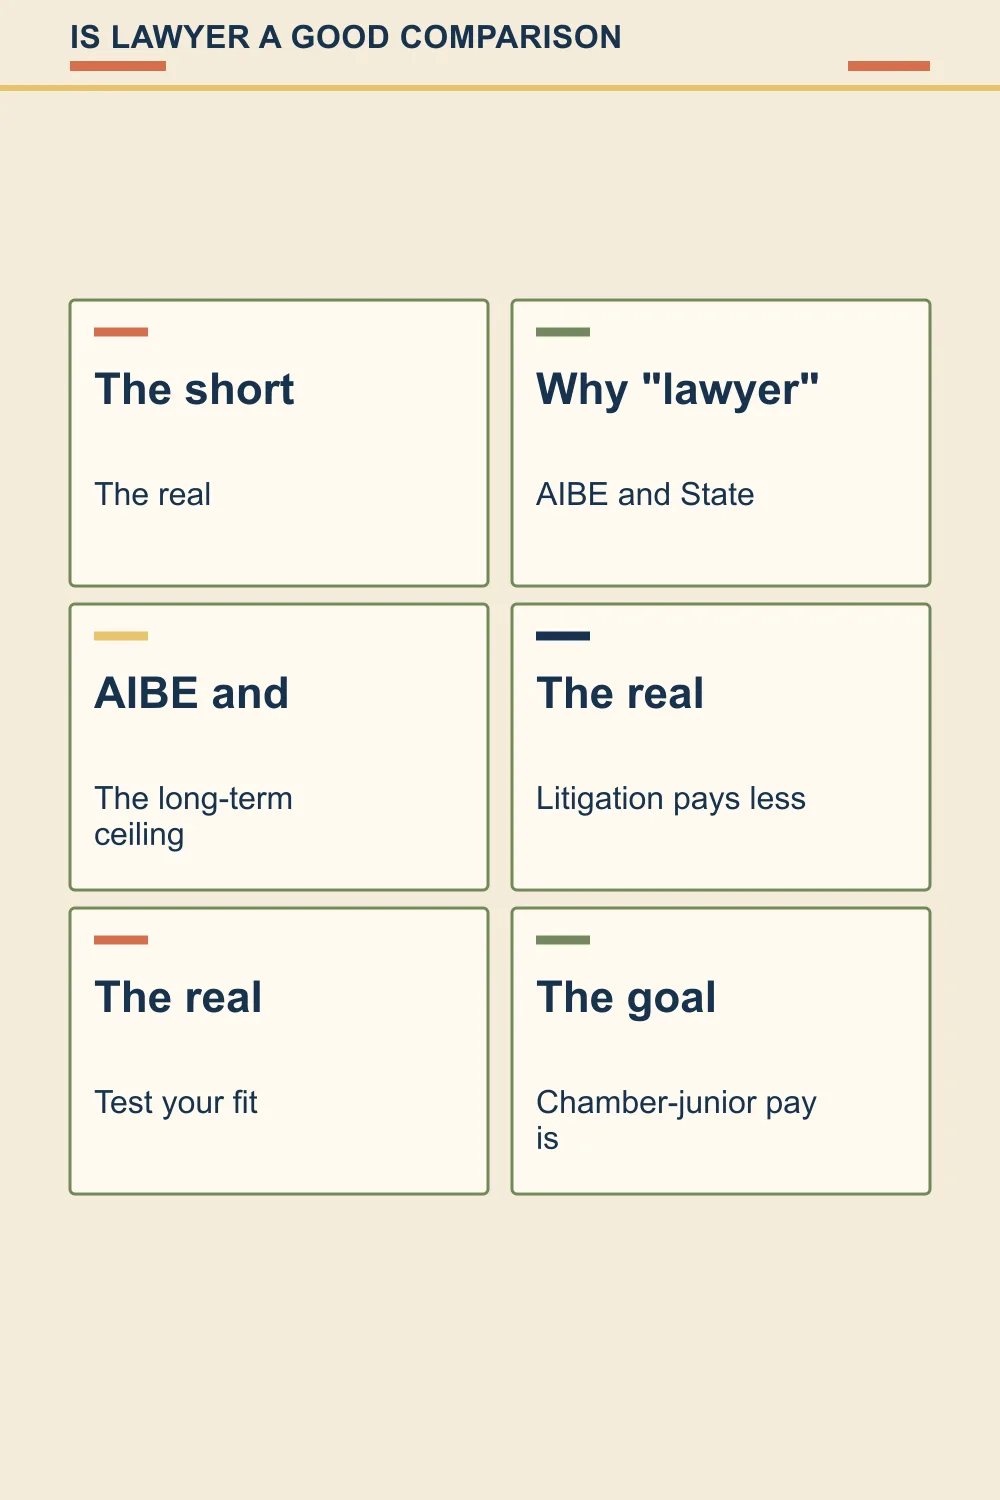 IS LAWYER A GOOD COMPARISON
The short
The real
Why "lawyer"
AIBE and State
AIBE and
The long-term
ceiling
The real
Litigation pays less
The real
Test your fit
The goal
Chamber-junior pay
is